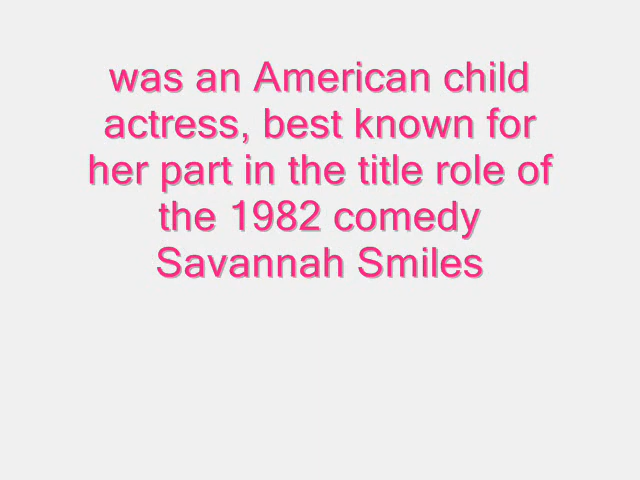 was an American child
actress, best known for
her part in the title role of
the 1982 comedy
Savannah Smiles